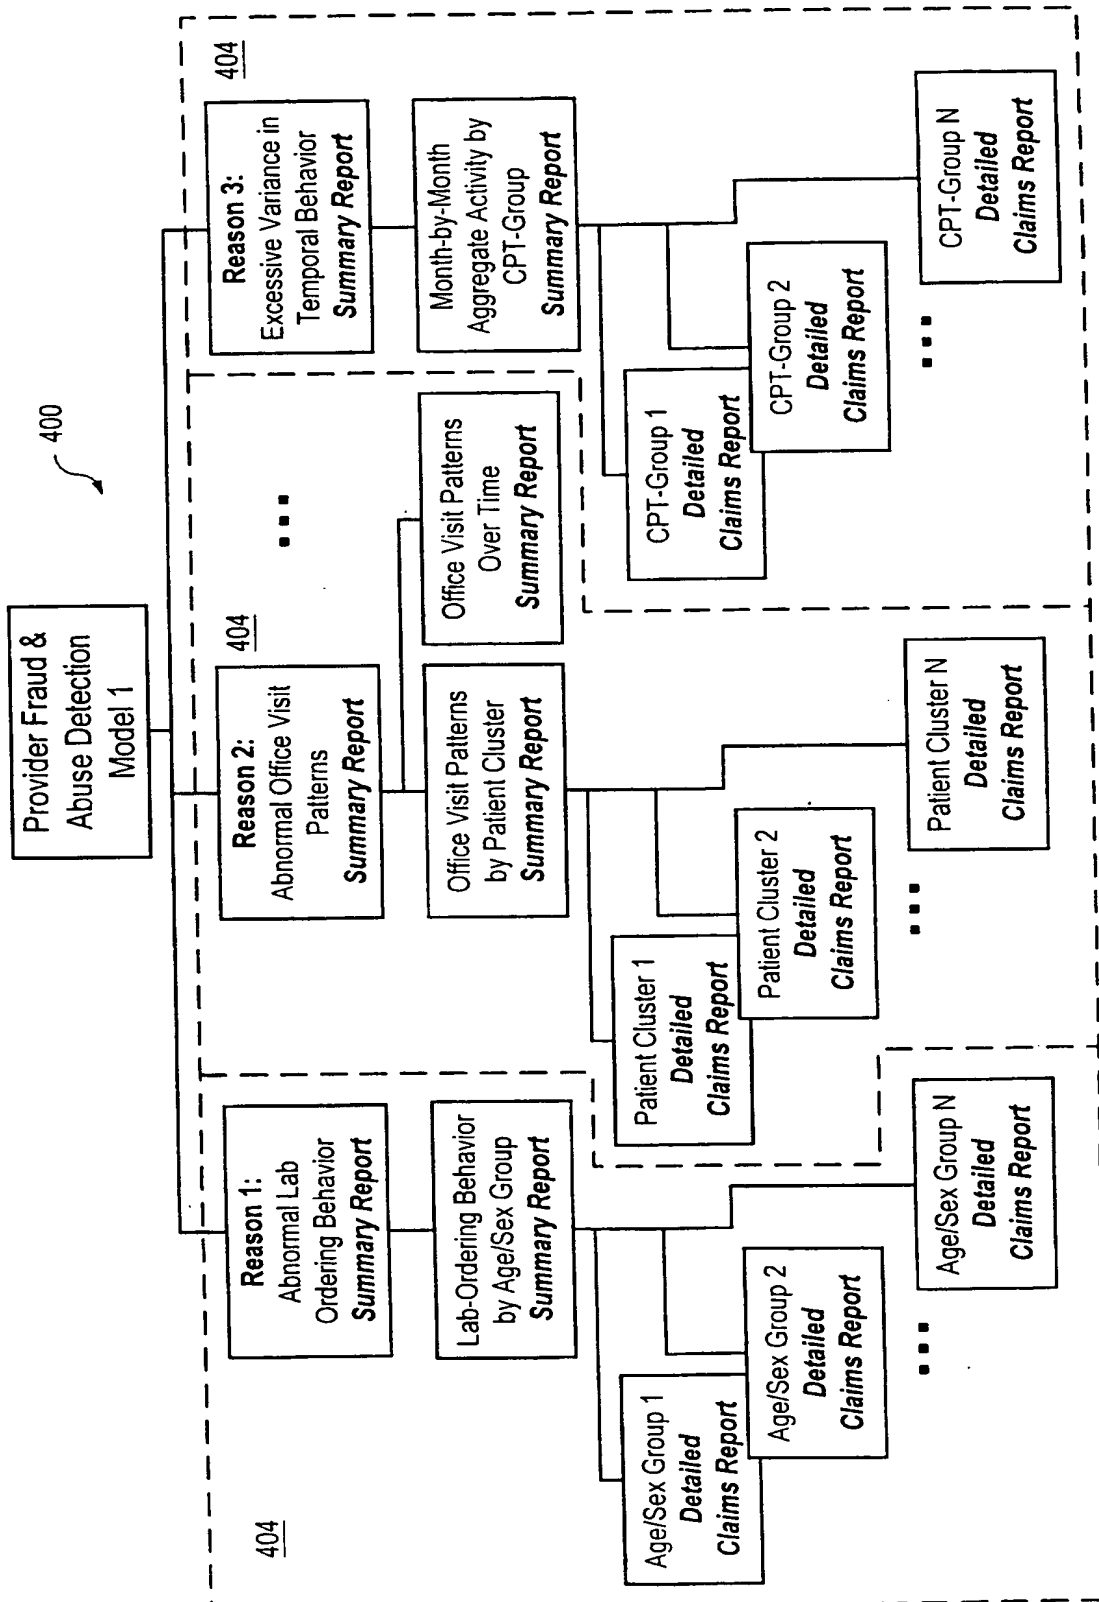 Provider Fraud &
Abuse Detection
Model 1
400
404
Reason 1:
Abnormal Lab
Ordering Behavior
Summary Report
404
Reason 2:
Abnormal Office Visit
Patterns
Summary Report
404
Reason 3:
Excessive Variance in
Temporal Behavior
Summary Report
Lab-Ordering Behavior
by Age/Sex Group
Summary Report
Office Visit Patterns
by Patient Cluster
Summary Report
Office Visit Patterns
Over Time
Summary Report
Month-by-Month
Aggregate Activity by
CPT-Group
Summary Report
Age/Sex Group 1
Detailed
Claims Report
Age/Sex Group 2
Detailed
Claims Report
Age/Sex Group N
Detailed
Claims Report
Patient Cluster 1
Detailed
Claims Report
Patient Cluster 2
Detailed
Claims Report
Patient Cluster N
Detailed
Claims Report
CPT-Group 1
Detailed
Claims Report
CPT-Group 2
Detailed
Claims Report
CPT-Group N
Detailed
Claims Report